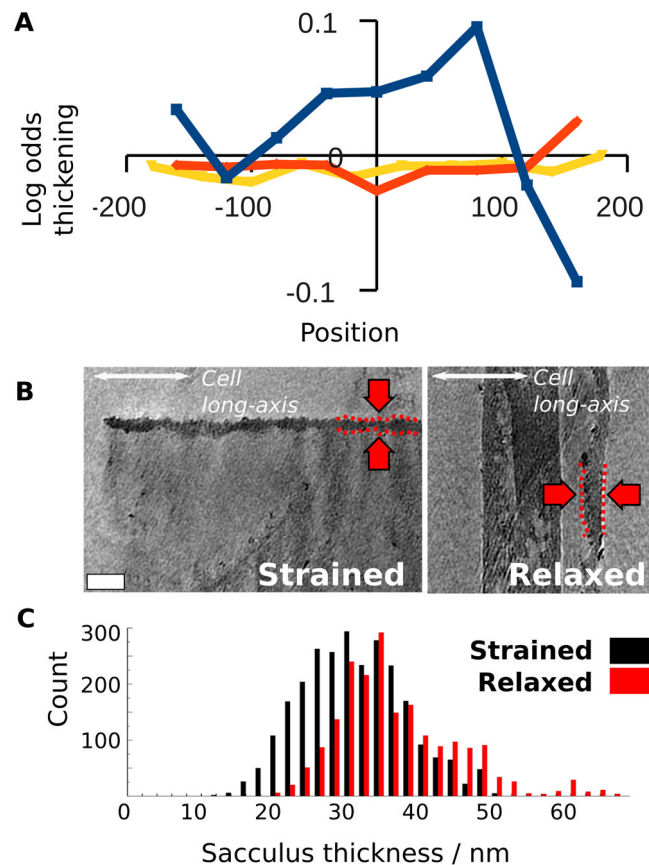 A
0.1
Log odds
thickening
0
-200
-100
100
200
-0.1
Position
B
Cell
long-axis
Cell
long-axis
Strained
Relaxed
C
300
200
100
Count
Strained
Relaxed
0
10
20
30
40
50
60
Sacculus thickness / nm